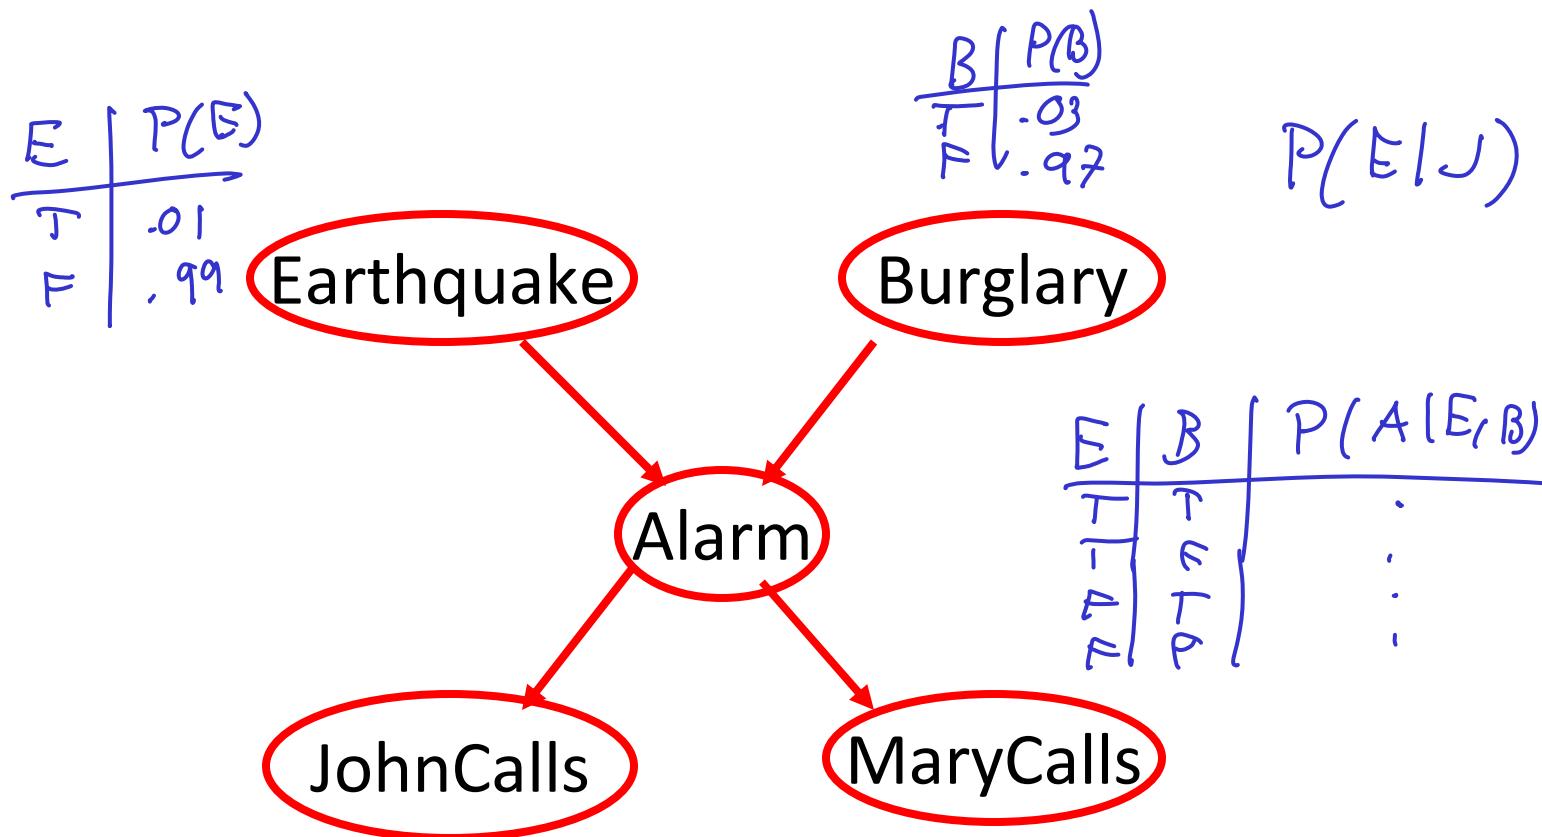 B P(B)
T .03
F .97
E P(E)
T .01
F .99
P(E|J)
Earthquake
Burglary
E B P(A|E,B)
T T .
T F .
F T .
F F .
Alarm
JohnCalls
MaryCalls